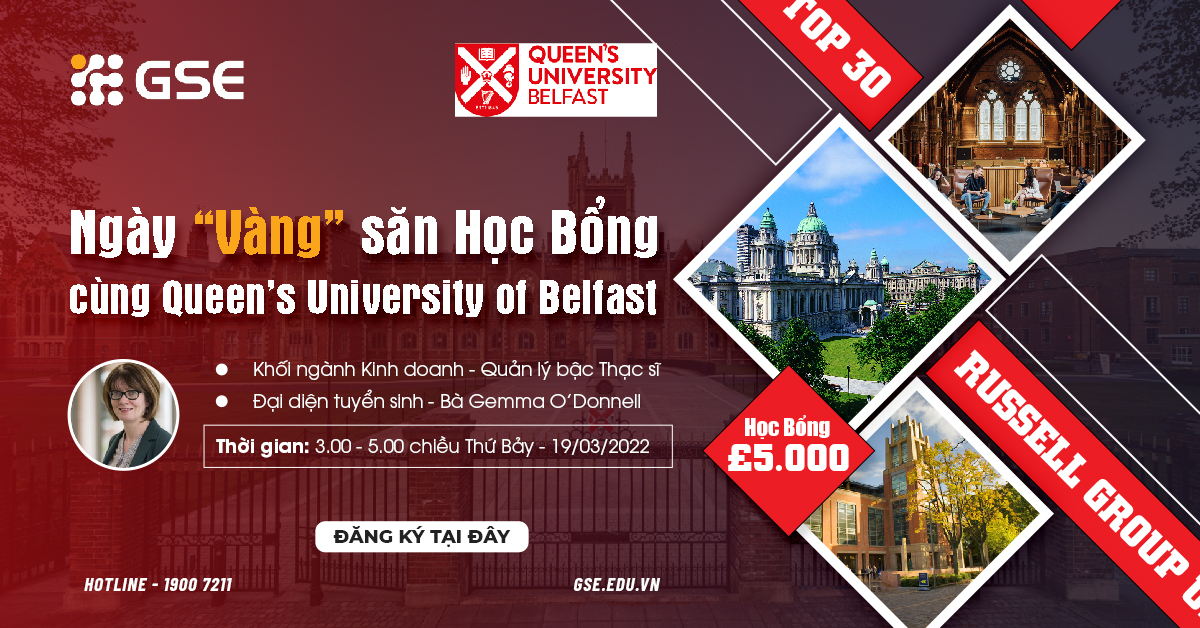 GSE
QUEEN'S
UNIVERSITY
BELFAST
TOP 30
Ngày “Vàng” săn Học Bổng
cùng Queen's University of Belfast
Khối ngành Kinh doanh - Quản lý bậc Thạc sĩ
Đại diện tuyển sinh - Bà Gemma O'Donnell
Thời gian: 3.00 - 5.00 chiều Thứ Bảy - 19/03/2022
Học Bổng
£5.000
RUSSELL GROUP
ĐĂNG KÝ TẠI ĐÂY
HOTLINE - 1900 7211
GSE.EDU.VN